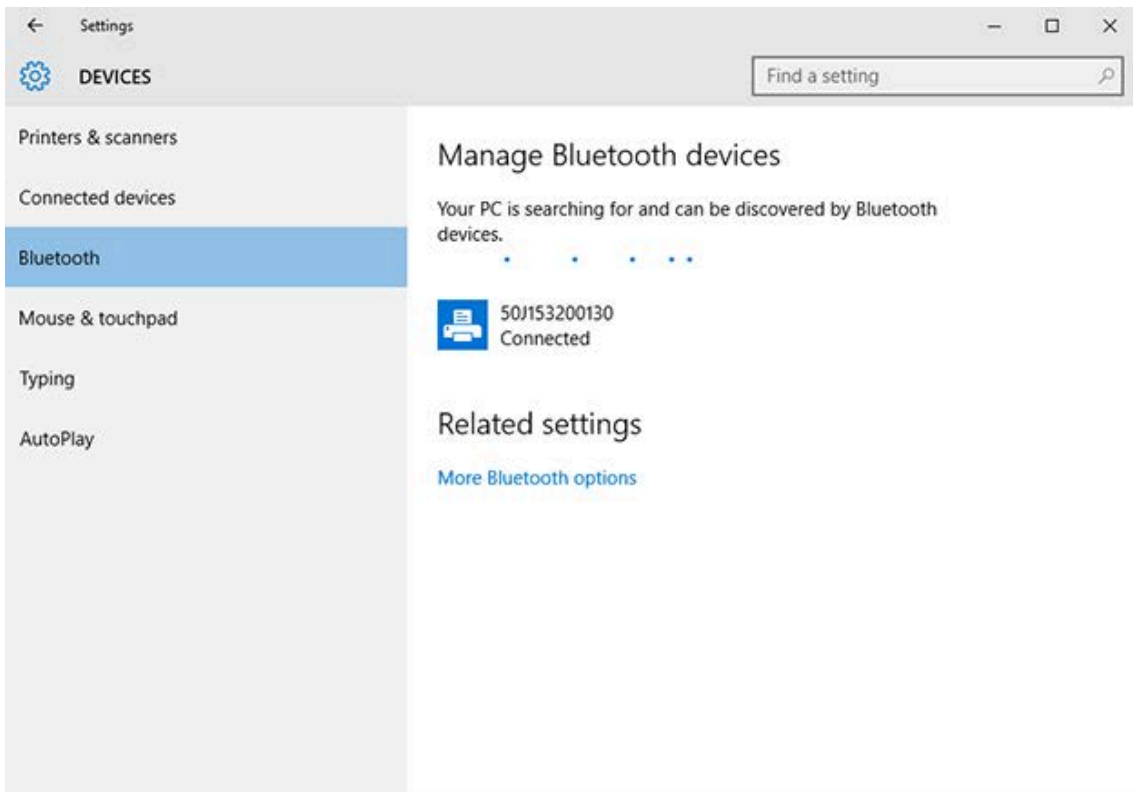 Settings
DEVICES
Find a setting
Printers & scanners
Connected devices
Bluetooth
Mouse & touchpad
Typing
AutoPlay
Manage Bluetooth devices
Your PC is searching for and can be discovered by Bluetooth
devices.
50J153200130
Connected
Related settings
More Bluetooth options